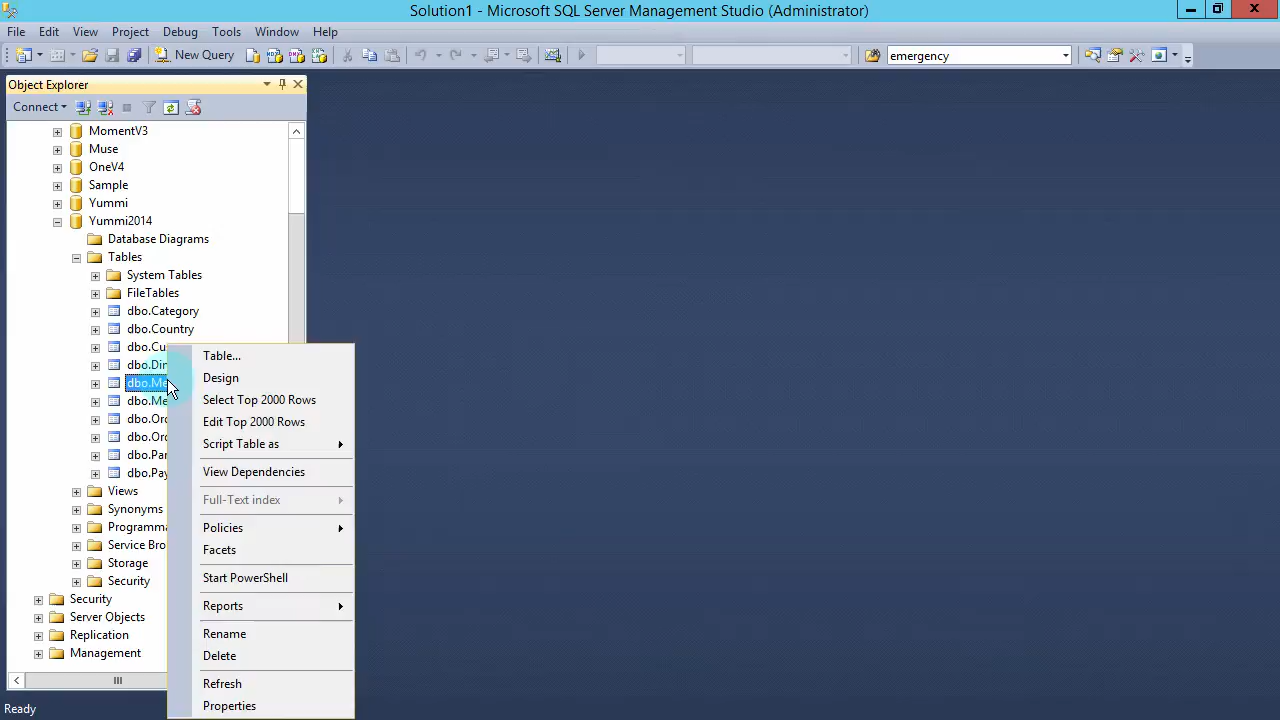 Solution1 - Microsoft SQL Server Management Studio (Administrator)
File Edit View Project Debug Tools Window Help
New Query
emergency
Object Explorer
Connect
MomentV3
Muse
OneV4
Sample
Yummi
Yummi2014
Database Diagrams
Tables
System Tables
FileTables
dbo.Category
dbo.Country
dbo.Cu
dbo.Din
dbo.Me
dbo.Me
dbo.Ord
dbo.Ord
dbo.Par
dbo.Pay
Views
Synonyms
Programma
Service Bro
Storage
Security
Security
Server Objects
Replication
Management
Table...
Design
Select Top 2000 Rows
Edit Top 2000 Rows
Script Table as
View Dependencies
Full-Text index
Policies
Facets
Start PowerShell
Reports
Rename
Delete
Refresh
Properties
Ready